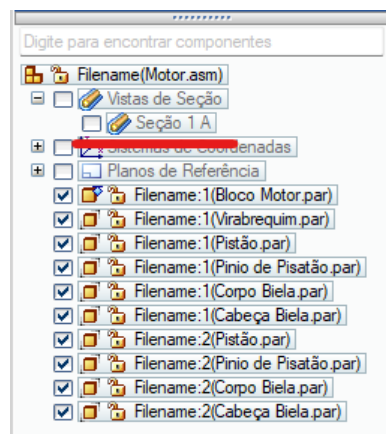 Digite para encontrar componentes
Filename(Motor.asm)
Vistas de Seção
Seção 1 A
Sistemas de Coordenadas
Planos de Referência
Filename:1(Bloco Motor.par)
Filename:1(Virabrequim.par)
Filename:1(Pistão.par)
Filename:1(Pinio de Pisatão.par)
Filename:1(Corpo Biela.par)
Filename:1(Cabeça Biela.par)
Filename:2(Pistão.par)
Filename:2(Pinio de Pisatão.par)
Filename:2(Corpo Biela.par)
Filename:2(Cabeça Biela.par)